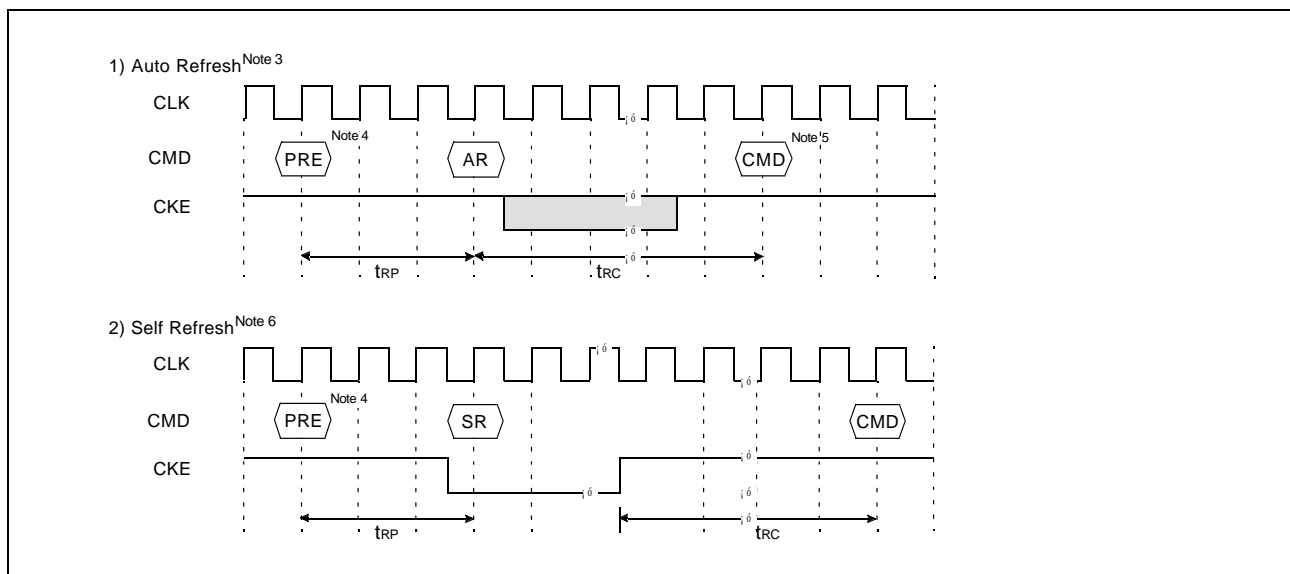 1) Auto Refresh Note 3
CLK
¡ó
CMD
PRE Note 4 AR CMD Note 5
CKE
¡ó
¡ó
tRP tRC ¡ó
2) Self Refresh Note 6
CLK
¡ó
¡ó
CMD
PRE Note 4 SR CMD
CKE
¡ó
¡ó ¡ó
tRP ¡ó tRC